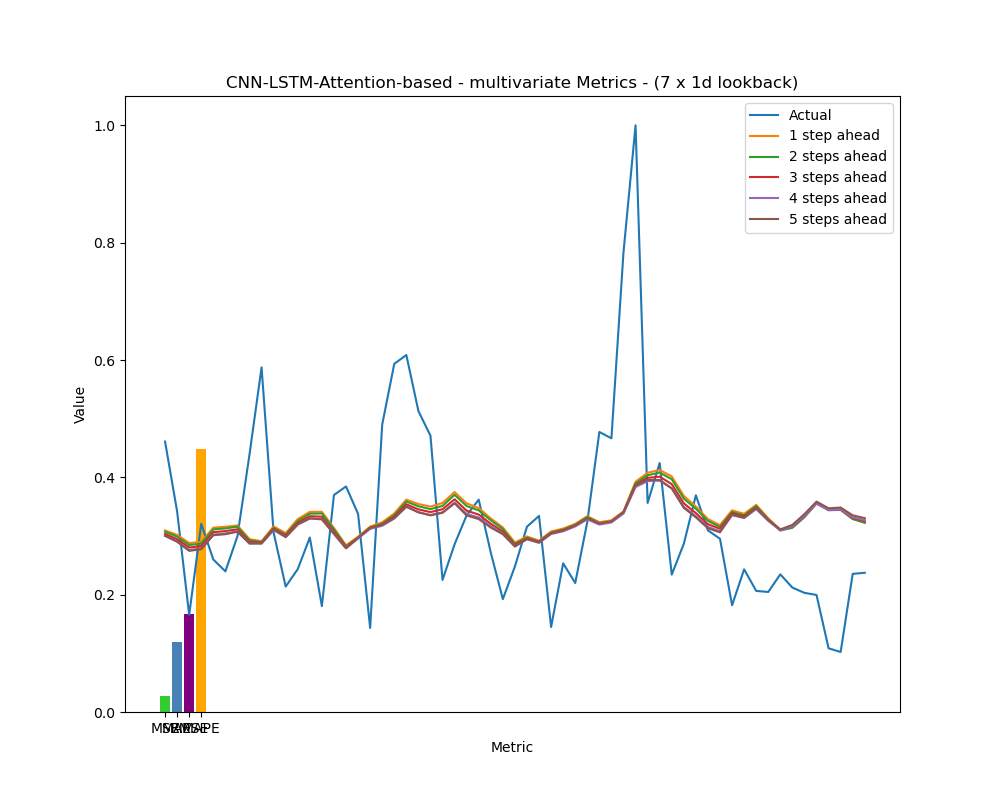 CNN-LSTM-Attention-based - multivariate Metrics - (7 x 1d lookback)
Actual
1 step ahead
2 steps ahead
3 steps ahead
4 steps ahead
5 steps ahead
1.0
0.8
0.6
0.4
0.2
0.0
Value
Metric